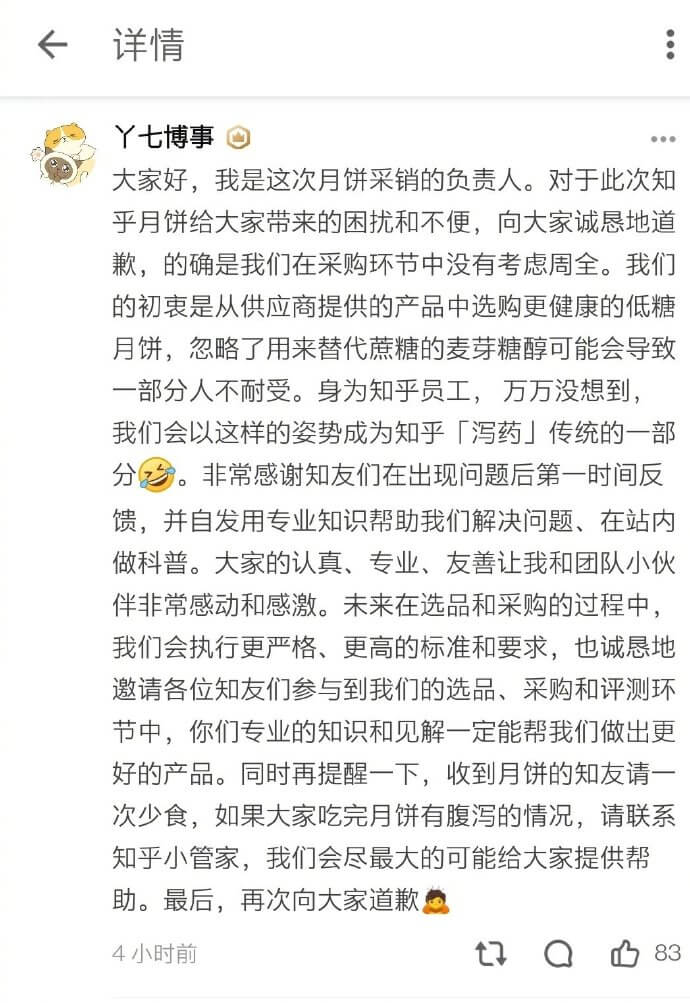 详情
丫七博事
大家好，我是这次月饼采销的负责人。对于此次知
乎月饼给大家带来的困扰和不便，向大家诚恳地道
歉，的确是我们在采购环节中没有考虑周全。我们
的初衷是从供应商提供的产品中选购更健康的低糖
月饼，忽略了用来替代蔗糖的麦芽糖醇可能会导致
一部分人不耐受。身为知乎员工， 万万没想到，
我们会以这样的姿势成为知乎「泻药」传统的一部
分🤣。非常感谢知友们在出现问题后第一时间反
馈，并自发用专业知识帮助我们解决问题、在站内
做科普。大家的认真、专业、友善让我和团队小伙
伴非常感动和感激。未来在选品和采购的过程中，
我们会执行更严格、更高的标准和要求，也诚恳地
邀请各位知友们参与到我们的选品、采购和评测环
节中，你们专业的知识和见解一定能帮我们做出更
好的产品。同时再提醒一下，收到月饼的知友请一
次少食，如果大家吃完月饼有腹泻的情况，请联系
知乎小管家，我们会尽最大的可能给大家提供帮
助。最后，再次向大家道歉🙇
4 小时前
83